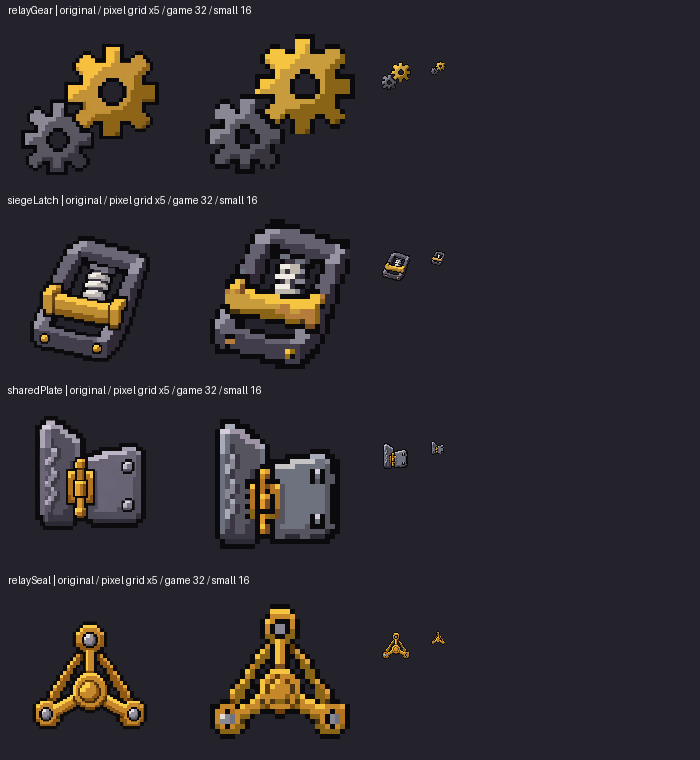 relayGear | original / pixel grid x5 / game 32 / small 16
siegeLatch | original / pixel grid x5 / game 32 / small 16
sharedPlate | original / pixel grid x5 / game 32 / small 16
relaySeal | original / pixel grid x5 / game 32 / small 16